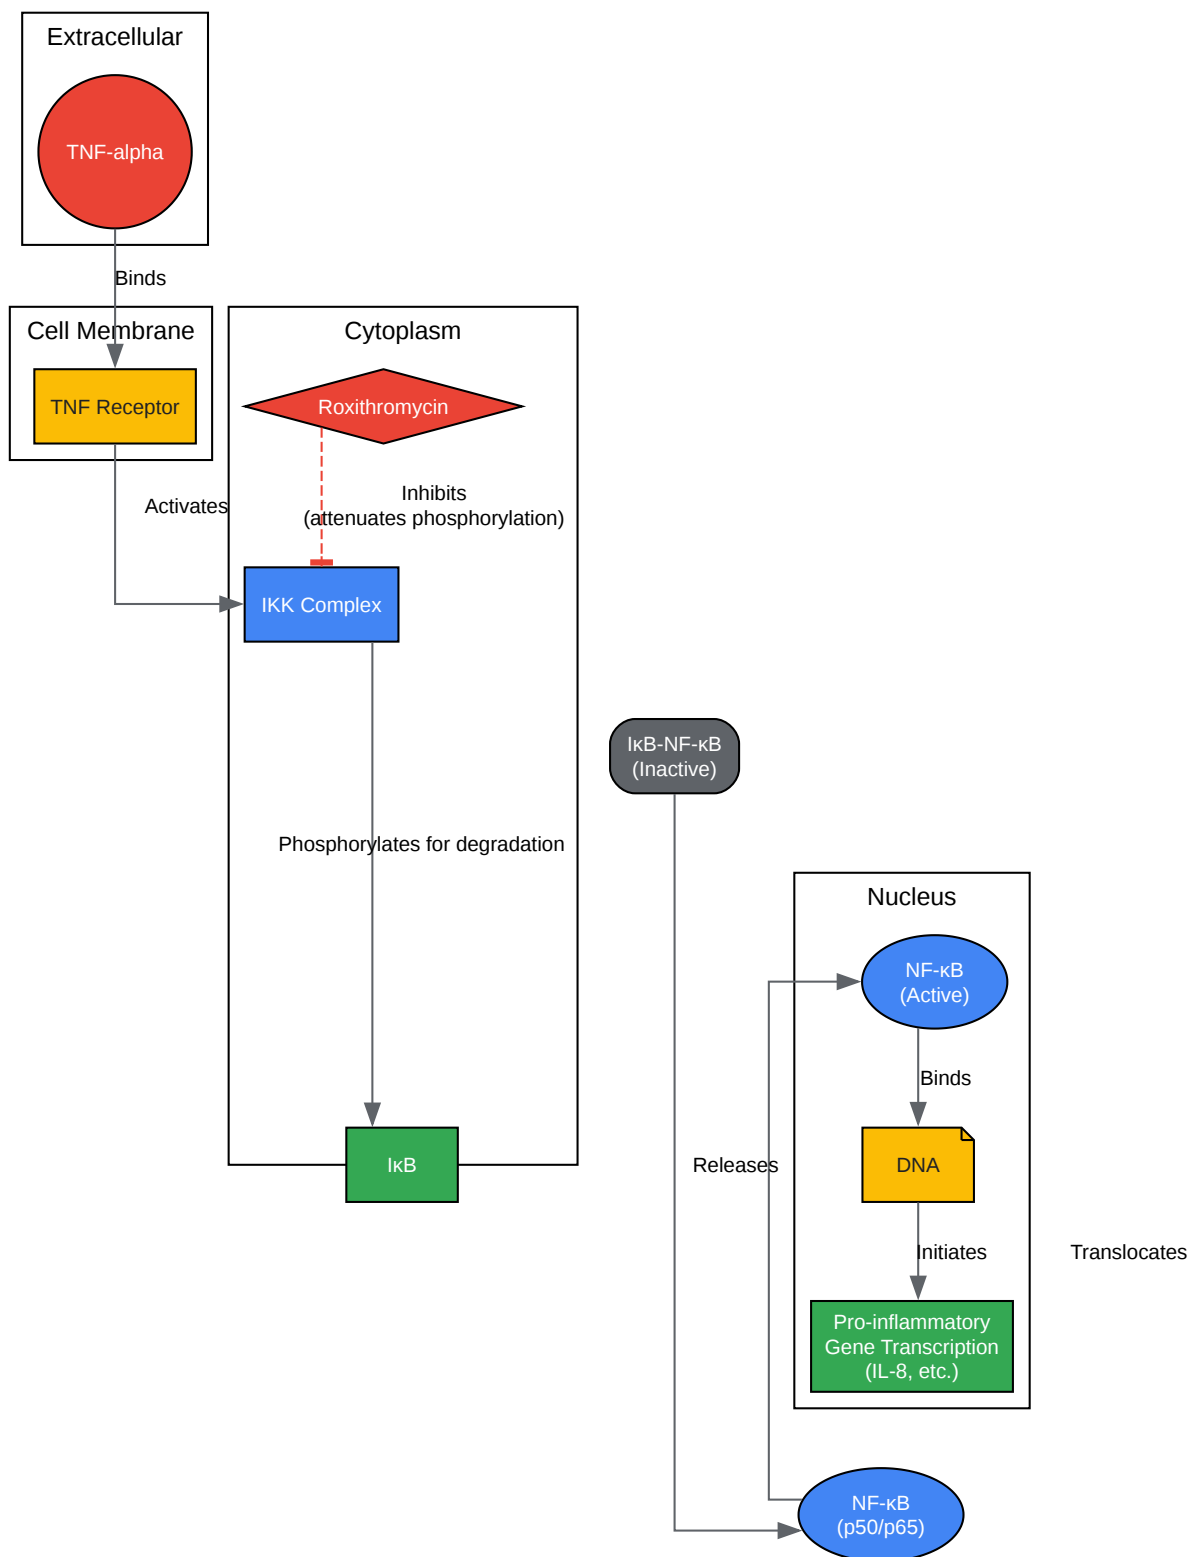 Extracellular
TNF-alpha
Binds
Cell Membrane
TNF Receptor
Activates
Cytoplasm
Roxithromycin
Inhibits
(attenuates phosphorylation)
IKK Complex
Phosphorylates for degradation
IκB
IκB-NF-κB
(Inactive)
Releases
Nucleus
NF-κB
(Active)
Binds
DNA
Initiates
Pro-inflammatory
Gene Transcription
(IL-8, etc.)
Translocates
NF-κB
(p50/p65)